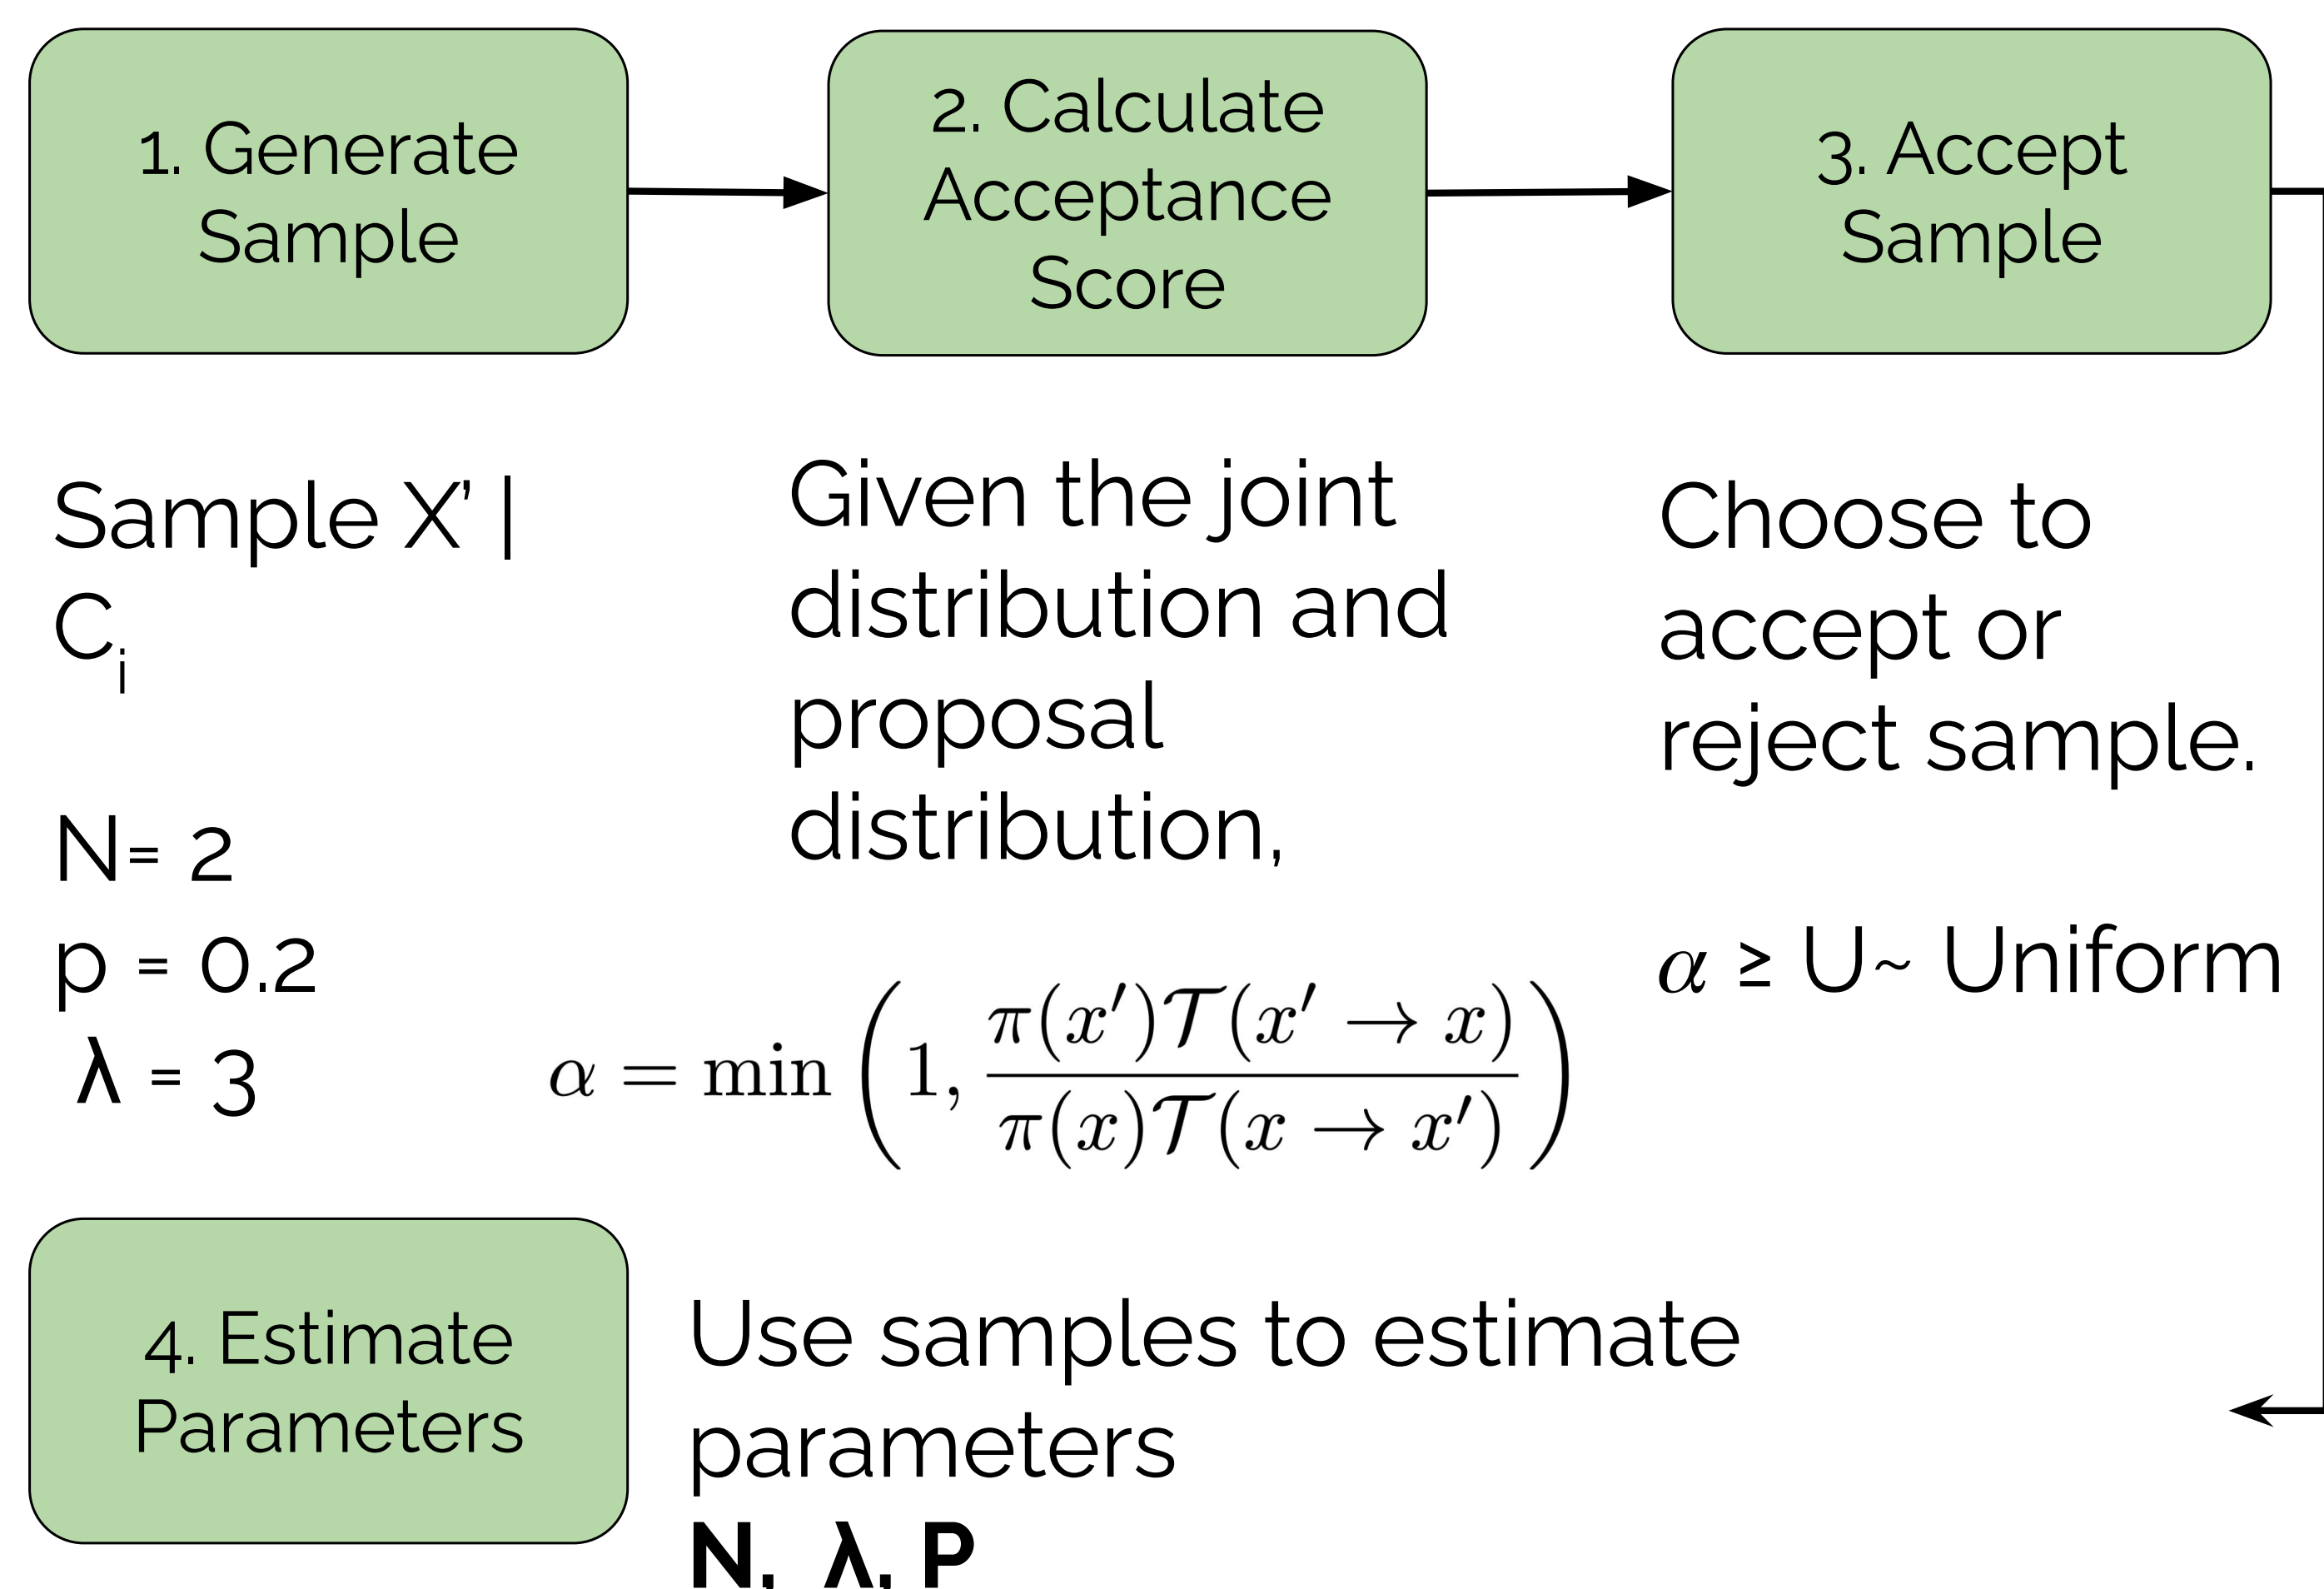 1. Generate
Sample
2. Calculate
Acceptance
Score
3. Accept
Sample
Sample X' |
C_i
N= 2
p = 0.2
λ = 3
Given the joint
distribution and
proposal
distribution,
α = min(1, π(x′)𝒯(x′ → x) / π(x)𝒯(x → x′))
Choose to
accept or
reject sample.
α ≥ U~ Uniform
4. Estimate
Parameters
Use samples to estimate
parameters
N, λ, P